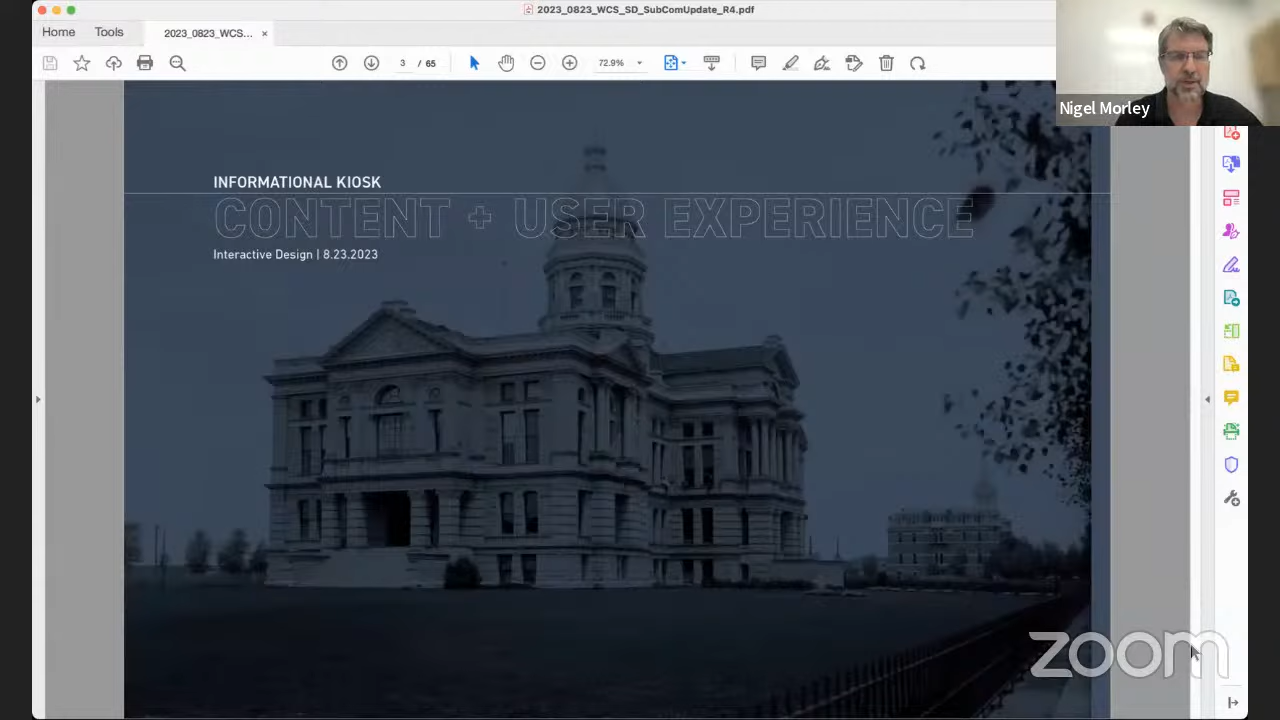 2023_0823_WCS_SD_SubComUpdate_R4.pdf
Home
Tools
2023_0823_WCS...
3 / 65
72.9%
Nigel Morley
INFORMATIONAL KIOSK
CONTENT + USER EXPERIENCE
Interactive Design | 8.23.2023
zoom